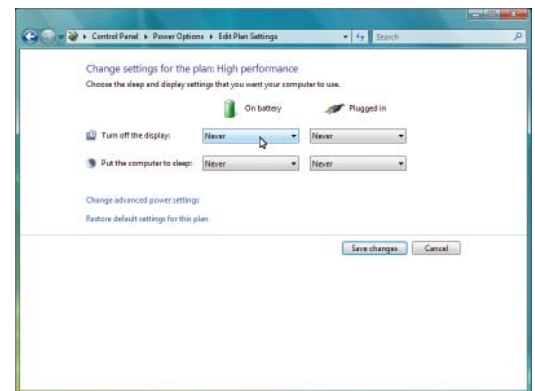 Control Panel ▸ Power Options ▸ Edit Plan Settings
Search
Change settings for the plan: High performance
Choose the sleep and display settings that you want your computer to use.
On battery Plugged in
Turn off the display: Never Never
Put the computer to sleep: Never Never
Change advanced power settings
Restore default settings for this plan
Save changes Cancel